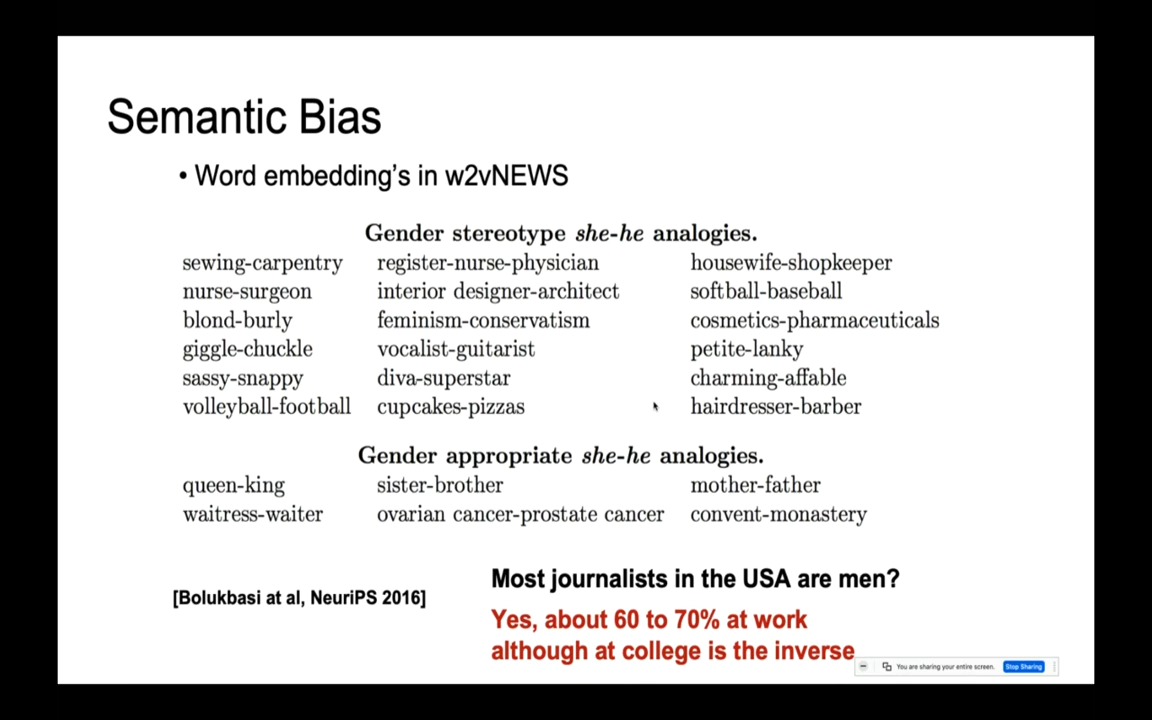 Semantic Bias
• Word embedding's in w2vNEWS
Gender stereotype she-he analogies.
sewing-carpentry register-nurse-physician housewife-shopkeeper
nurse-surgeon interior designer-architect softball-baseball
blond-burly feminism-conservatism cosmetics-pharmaceuticals
giggle-chuckle vocalist-guitarist petite-lanky
sassy-snappy diva-superstar charming-affable
volleyball-football cupcakes-pizzas hairdresser-barber
Gender appropriate she-he analogies.
queen-king sister-brother mother-father
waitress-waiter ovarian cancer-prostate cancer convent-monastery
Most journalists in the USA are men?
[Bolukbasi at al, NeuriPS 2016]
Yes, about 60 to 70% at work
although at college is the inverse
You are sharing your entire screen. Stop Sharing